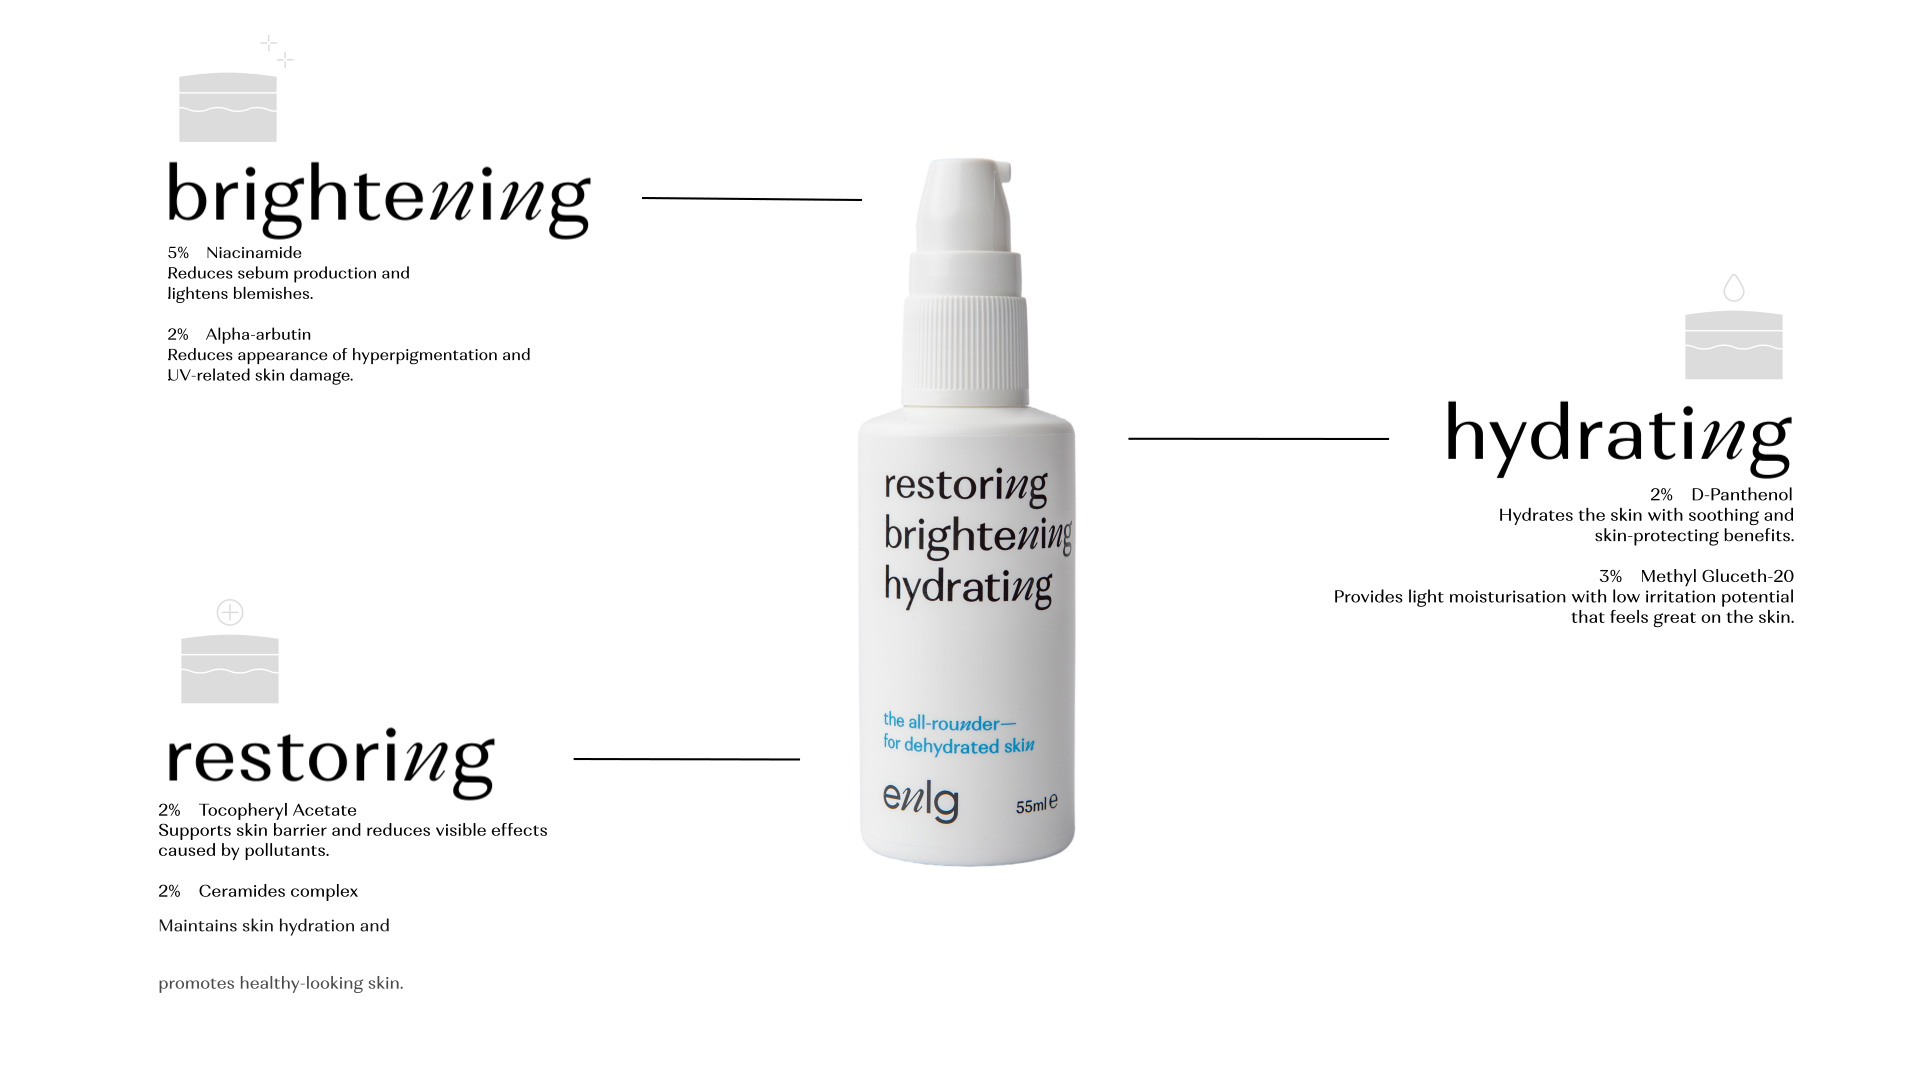 brightening
5% Niacinamide
Reduces sebum production and
lightens blemishes.
2% Alpha-arbutin
Reduces appearance of hyperpigmentation and
UV-related skin damage.
restoring
2% Tocopheryl Acetate
Supports skin barrier and reduces visible effects
caused by pollutants.
2% Ceramides complex
Maintains skin hydration and
promotes healthy-looking skin.
restoring
brightening
hydrating
the all-rounder—
for dehydrated skin
enlg
55ml ℮
hydrating
2% D-Panthenol
Hydrates the skin with soothing and
skin-protecting benefits.
3% Methyl Gluceth-20
Provides light moisturisation with low irritation potential
that feels great on the skin.